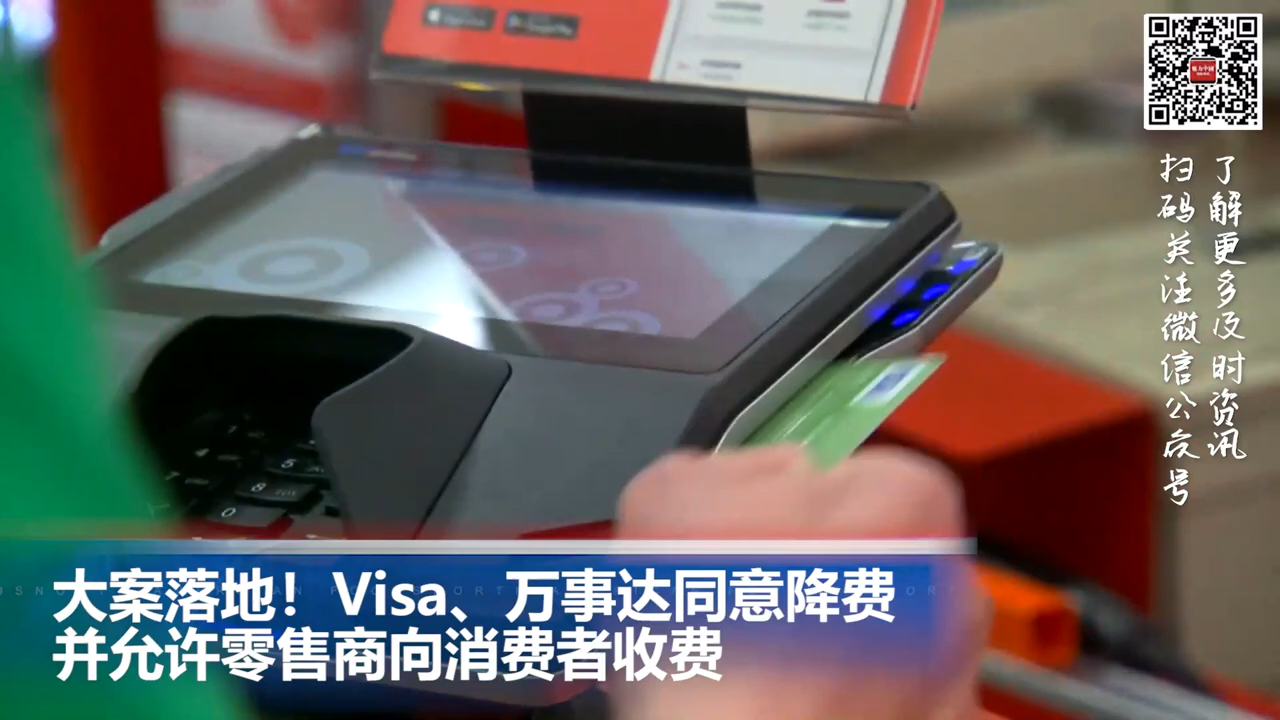 了解更多及时资讯
扫码关注微信公众号
大案落地！Visa、万事达同意降费
并允许零售商向消费者收费